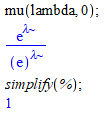 mu(lambda, 0);
e^λ~
(e)^λ~
simplify(%);
1